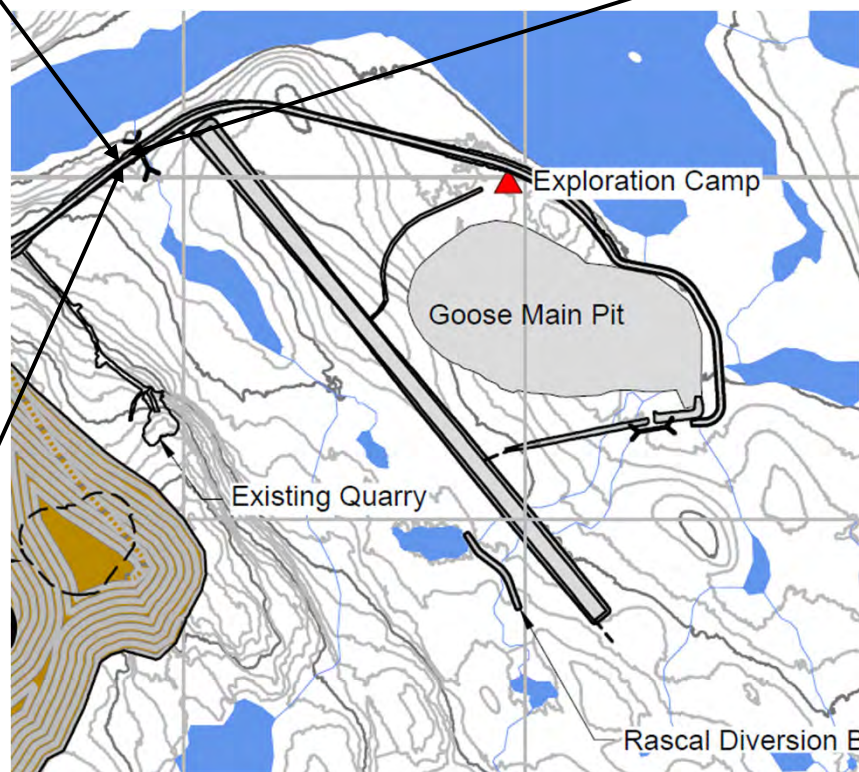 Exploration Camp
Goose Main Pit
Existing Quarry
Rascal Diversion